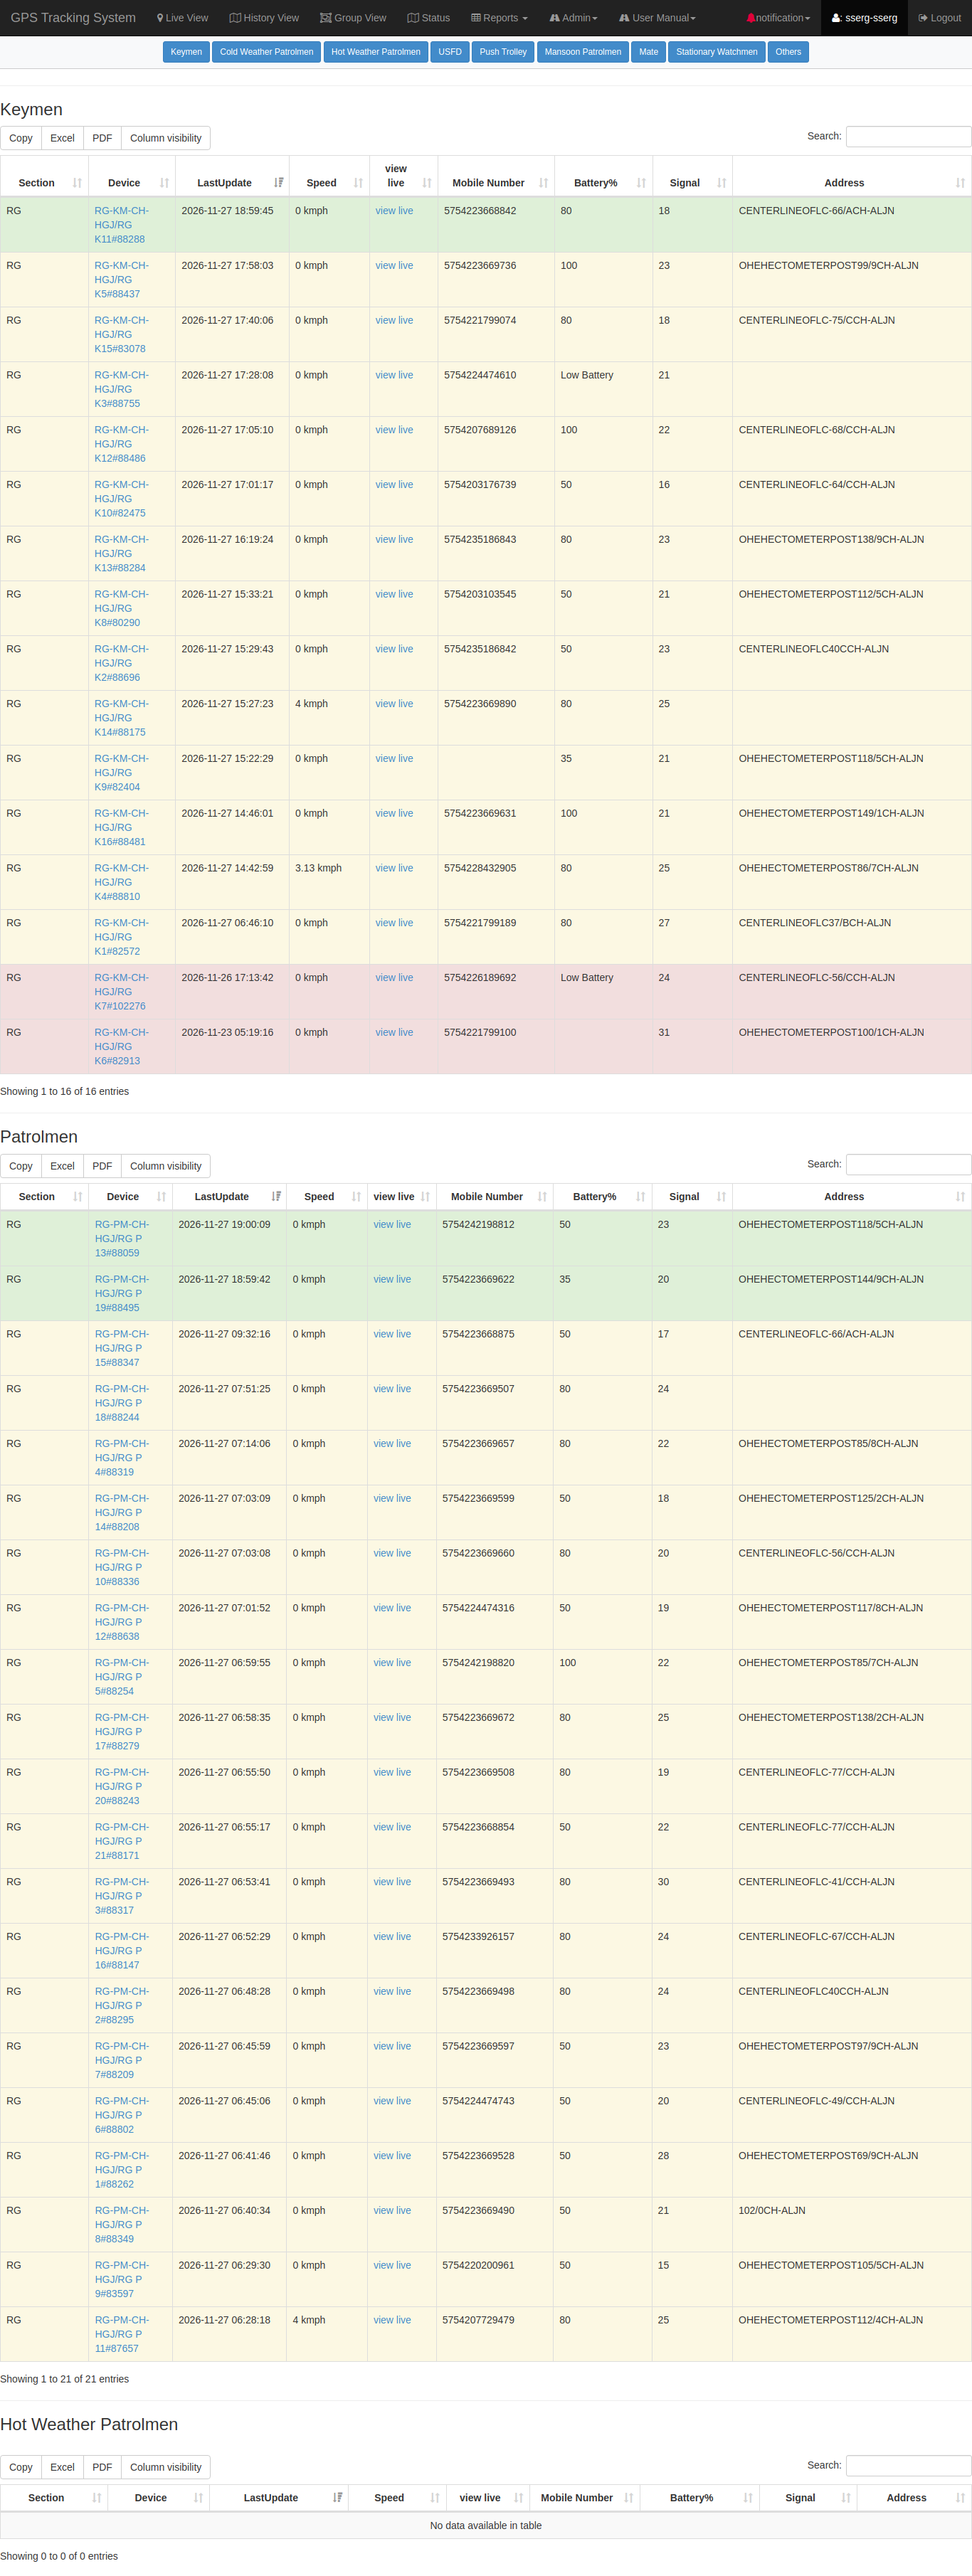 GPS Tracking System Live View History View Group View Status Reports Admin User Manual notification : sserg-sserg Logout
Keymen Cold Weather Patrolmen Hot Weather Patrolmen USFD Push Trolley Mansoon Patrolmen Mate Stationary Watchmen Others
Keymen
Copy Excel PDF Column visibility Search:
view
Section Device LastUpdate Speed live Mobile Number Battery% Signal Address
RG RG-KM-CH- 2026-11-27 18:59:45 0 kmph view live 5754223668842 80 18 CENTERLINEOFLC-66/ACH-ALJN
HGJ/RG
K11#88288
RG RG-KM-CH- 2026-11-27 17:58:03 0 kmph view live 5754223669736 100 23 OHEHECTOMETERPOST99/9CH-ALJN
HGJ/RG
K5#88437
RG RG-KM-CH- 2026-11-27 17:40:06 0 kmph view live 5754221799074 80 18 CENTERLINEOFLC-75/CCH-ALJN
HGJ/RG
K15#83078
RG RG-KM-CH- 2026-11-27 17:28:08 0 kmph view live 5754224474610 Low Battery 21
HGJ/RG
K3#88755
RG RG-KM-CH- 2026-11-27 17:05:10 0 kmph view live 5754207689126 100 22 CENTERLINEOFLC-68/CCH-ALJN
HGJ/RG
K12#88486
RG RG-KM-CH- 2026-11-27 17:01:17 0 kmph view live 5754203176739 50 16 CENTERLINEOFLC-64/CCH-ALJN
HGJ/RG
K10#82475
RG RG-KM-CH- 2026-11-27 16:19:24 0 kmph view live 5754235186843 80 23 OHEHECTOMETERPOST138/9CH-ALJN
HGJ/RG
K13#88284
RG RG-KM-CH- 2026-11-27 15:33:21 0 kmph view live 5754203103545 50 21 OHEHECTOMETERPOST112/5CH-ALJN
HGJ/RG
K8#80290
RG RG-KM-CH- 2026-11-27 15:29:43 0 kmph view live 5754235186842 50 23 CENTERLINEOFLC40CCH-ALJN
HGJ/RG
K2#88696
RG RG-KM-CH- 2026-11-27 15:27:23 4 kmph view live 5754223669890 80 25
HGJ/RG
K14#88175
RG RG-KM-CH- 2026-11-27 15:22:29 0 kmph view live 35 21 OHEHECTOMETERPOST118/5CH-ALJN
HGJ/RG
K9#82404
RG RG-KM-CH- 2026-11-27 14:46:01 0 kmph view live 5754223669631 100 21 OHEHECTOMETERPOST149/1CH-ALJN
HGJ/RG
K16#88481
RG RG-KM-CH- 2026-11-27 14:42:59 3.13 kmph view live 5754228432905 80 25 OHEHECTOMETERPOST86/7CH-ALJN
HGJ/RG
K4#88810
RG RG-KM-CH- 2026-11-27 06:46:10 0 kmph view live 5754221799189 80 27 CENTERLINEOFLC37/BCH-ALJN
HGJ/RG
K1#82572
RG RG-KM-CH- 2026-11-26 17:13:42 0 kmph view live 5754226189692 Low Battery 24 CENTERLINEOFLC-56/CCH-ALJN
HGJ/RG
K7#102276
RG RG-KM-CH- 2026-11-23 05:19:16 0 kmph view live 5754221799100 31 OHEHECTOMETERPOST100/1CH-ALJN
HGJ/RG
K6#82913
Showing 1 to 16 of 16 entries
Patrolmen
Copy Excel PDF Column visibility Search:
Section Device LastUpdate Speed view live Mobile Number Battery% Signal Address
RG RG-PM-CH- 2026-11-27 19:00:09 0 kmph view live 5754242198812 50 23 OHEHECTOMETERPOST118/5CH-ALJN
HGJ/RG P
13#88059
RG RG-PM-CH- 2026-11-27 18:59:42 0 kmph view live 5754223669622 35 20 OHEHECTOMETERPOST144/9CH-ALJN
HGJ/RG P
19#88495
RG RG-PM-CH- 2026-11-27 09:32:16 0 kmph view live 5754223668875 50 17 CENTERLINEOFLC-66/ACH-ALJN
HGJ/RG P
15#88347
RG RG-PM-CH- 2026-11-27 07:51:25 0 kmph view live 5754223669507 80 24
HGJ/RG P
18#88244
RG RG-PM-CH- 2026-11-27 07:14:06 0 kmph view live 5754223669657 80 22 OHEHECTOMETERPOST85/8CH-ALJN
HGJ/RG P
4#88319
RG RG-PM-CH- 2026-11-27 07:03:09 0 kmph view live 5754223669599 50 18 OHEHECTOMETERPOST125/2CH-ALJN
HGJ/RG P
14#88208
RG RG-PM-CH- 2026-11-27 07:03:08 0 kmph view live 5754223669660 80 20 CENTERLINEOFLC-56/CCH-ALJN
HGJ/RG P
10#88336
RG RG-PM-CH- 2026-11-27 07:01:52 0 kmph view live 5754224474316 50 19 OHEHECTOMETERPOST117/8CH-ALJN
HGJ/RG P
12#88638
RG RG-PM-CH- 2026-11-27 06:59:55 0 kmph view live 5754242198820 100 22 OHEHECTOMETERPOST85/7CH-ALJN
HGJ/RG P
5#88254
RG RG-PM-CH- 2026-11-27 06:58:35 0 kmph view live 5754223669672 80 25 OHEHECTOMETERPOST138/2CH-ALJN
HGJ/RG P
17#88279
RG RG-PM-CH- 2026-11-27 06:55:50 0 kmph view live 5754223669508 80 19 CENTERLINEOFLC-77/CCH-ALJN
HGJ/RG P
20#88243
RG RG-PM-CH- 2026-11-27 06:55:17 0 kmph view live 5754223668854 50 22 CENTERLINEOFLC-77/CCH-ALJN
HGJ/RG P
21#88171
RG RG-PM-CH- 2026-11-27 06:53:41 0 kmph view live 5754223669493 80 30 CENTERLINEOFLC-41/CCH-ALJN
HGJ/RG P
3#88317
RG RG-PM-CH- 2026-11-27 06:52:29 0 kmph view live 5754233926157 80 24 CENTERLINEOFLC-67/CCH-ALJN
HGJ/RG P
16#88147
RG RG-PM-CH- 2026-11-27 06:48:28 0 kmph view live 5754223669498 80 24 CENTERLINEOFLC40CCH-ALJN
HGJ/RG P
2#88295
RG RG-PM-CH- 2026-11-27 06:45:59 0 kmph view live 5754223669597 50 23 OHEHECTOMETERPOST97/9CH-ALJN
HGJ/RG P
7#88209
RG RG-PM-CH- 2026-11-27 06:45:06 0 kmph view live 5754224474743 50 20 CENTERLINEOFLC-49/CCH-ALJN
HGJ/RG P
6#88802
RG RG-PM-CH- 2026-11-27 06:41:46 0 kmph view live 5754223669528 50 28 OHEHECTOMETERPOST69/9CH-ALJN
HGJ/RG P
1#88262
RG RG-PM-CH- 2026-11-27 06:40:34 0 kmph view live 5754223669490 50 21 102/0CH-ALJN
HGJ/RG P
8#88349
RG RG-PM-CH- 2026-11-27 06:29:30 0 kmph view live 5754220200961 50 15 OHEHECTOMETERPOST105/5CH-ALJN
HGJ/RG P
9#83597
RG RG-PM-CH- 2026-11-27 06:28:18 4 kmph view live 5754207729479 80 25 OHEHECTOMETERPOST112/4CH-ALJN
HGJ/RG P
11#87657
Showing 1 to 21 of 21 entries
Hot Weather Patrolmen
Copy Excel PDF Column visibility Search:
Section Device LastUpdate Speed view live Mobile Number Battery% Signal Address
No data available in table
Showing 0 to 0 of 0 entries